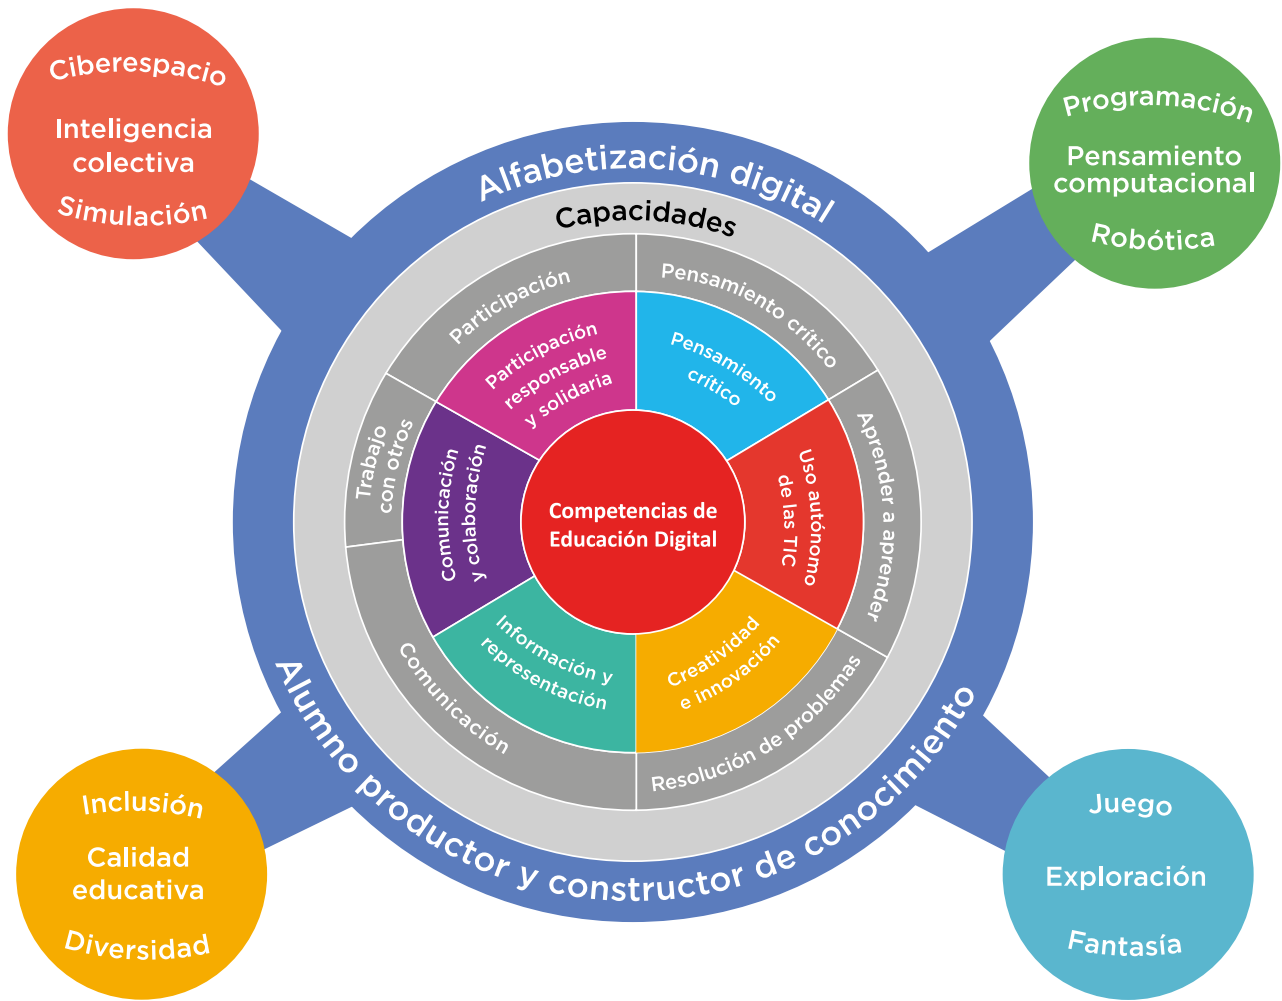 Ciberespacio
Inteligencia
colectiva
Simulación
Programación
Pensamiento
computacional
Robótica
Alfabetización digital
Capacidades
Participación
Pensamiento crítico
Aprender a aprender
Resolución de problemas
Comunicación
Trabajo
con otros
Participación
responsable
y solidaria
Pensamiento
crítico
Uso autónomo
de las TIC
Creatividad
e innovación
Información y
representación
Comunicación
y colaboración
Competencias de
Educación Digital
Alumno productor y constructor de conocimiento
Inclusión
Calidad
educativa
Diversidad
Juego
Exploración
Fantasía